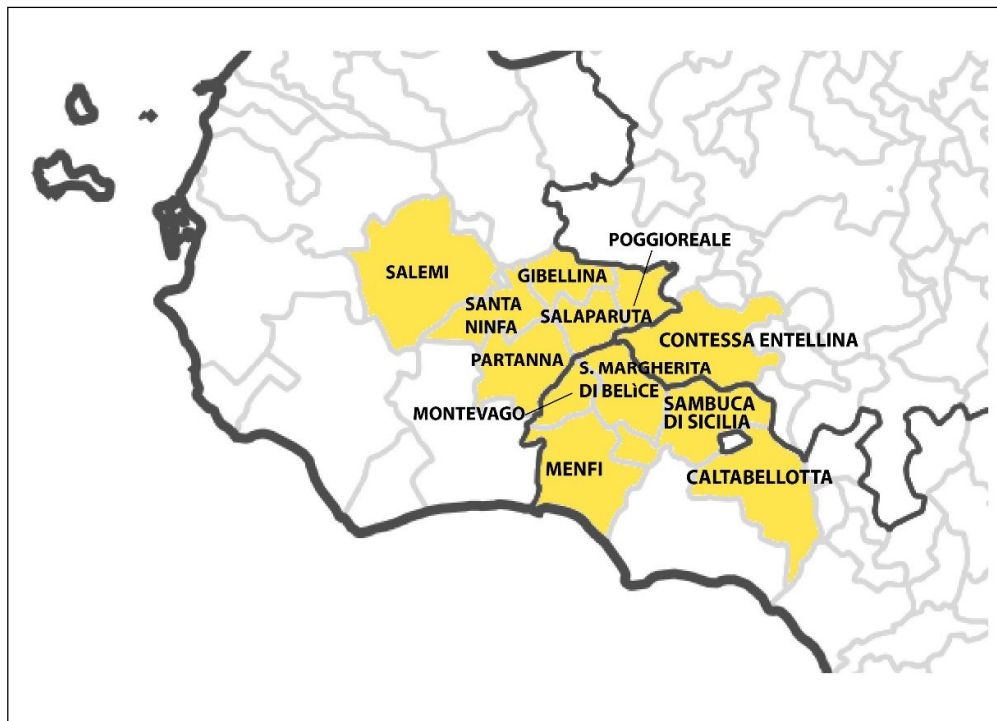 POGGIOREALE
SALEMI
GIBELLINA
SANTA
NINFA
SALAPARUTA
CONTESSA ENTELLINA
PARTANNA
S. MARGHERITA
DI BELÌCE
MONTEVAGO
SAMBUCA
DI SICILIA
MENFI
CALTABELLOTTA